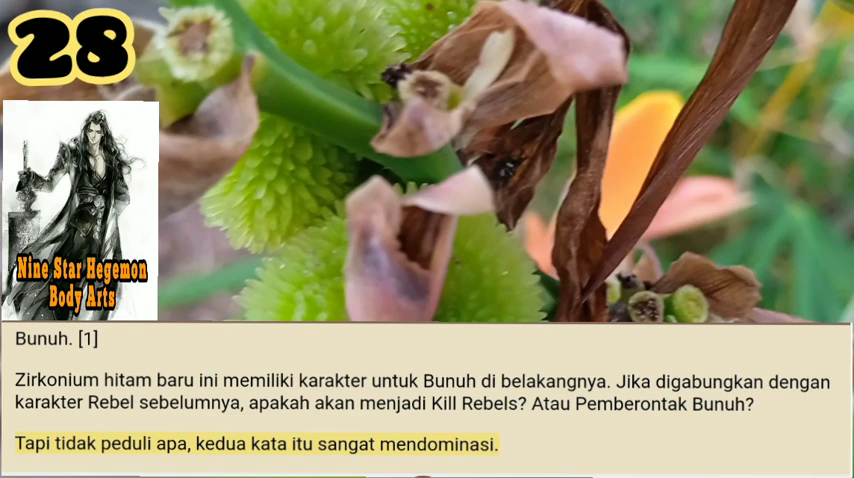 28
Nine Star Hegemon
Body Arts
Bunuh. [1]
Zirkonium hitam baru ini memiliki karakter untuk Bunuh di belakangnya. Jika digabungkan dengan
karakter Rebel sebelumnya, apakah akan menjadi Kill Rebels? Atau Pemberontak Bunuh?
Tapi tidak peduli apa, kedua kata itu sangat mendominasi.